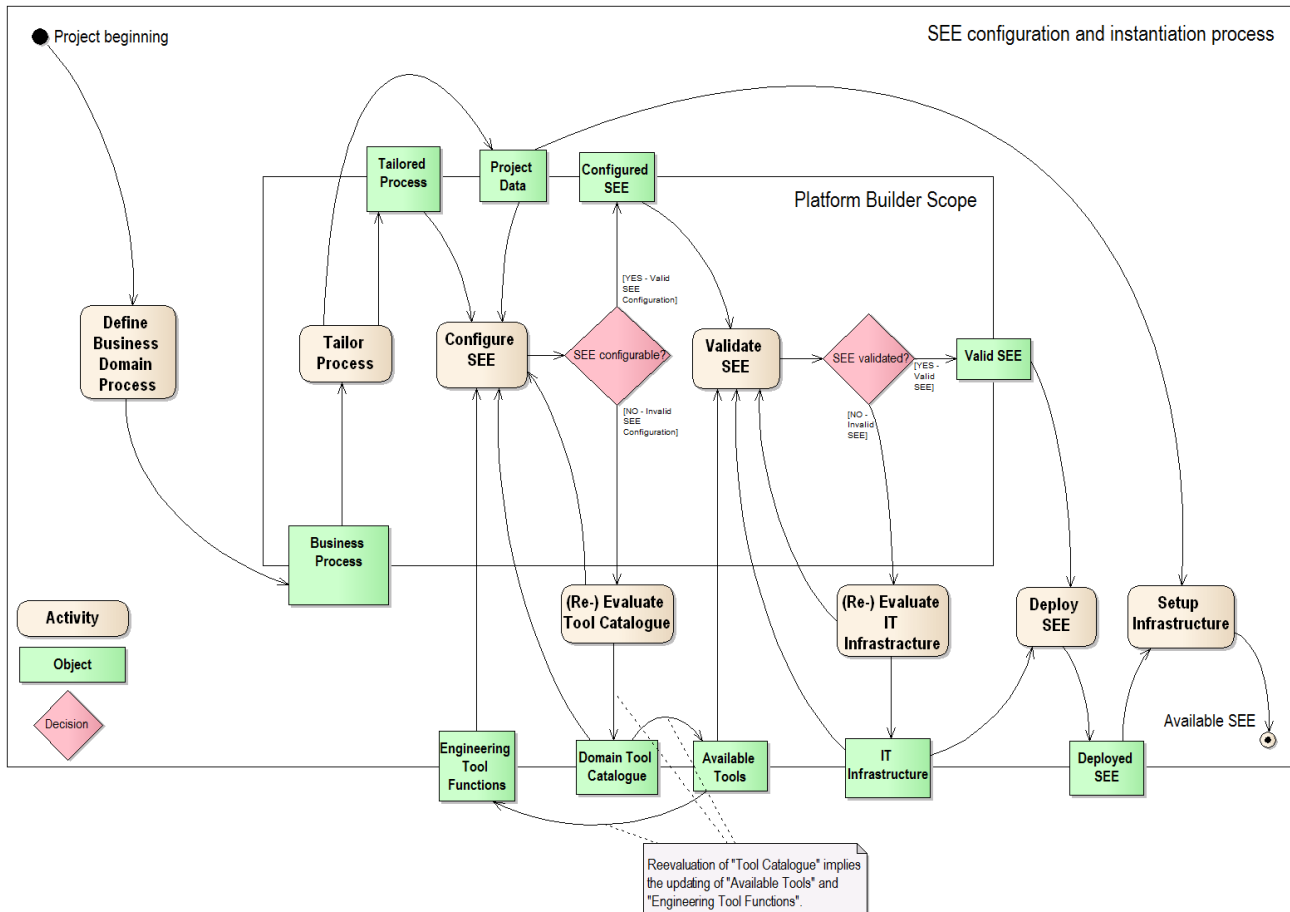 Project beginning
SEE configuration and instantiation process
Tailored
Process
Project
Data
Configured
SEE
Platform Builder Scope
[YES - Valid
SEE
Configuration]
Define
Business
Domain
Process
Tailor
Process
Configure
SEE
SEE configurable?
Validate
SEE
SEE validated?
[YES -
Valid
SEE]
Valid SEE
[NO - Invalid
SEE
Configuration]
[NO -
Invalid
SEE]
Business
Process
(Re-) Evaluate
Tool Catalogue
(Re-) Evaluate
IT
Infrastracture
Deploy
SEE
Setup
Infrastructure
Activity
Object
Decision
Available SEE
Engineering
Tool
Functions
Domain Tool
Catalogue
Available
Tools
IT
Infrastructure
Deployed
SEE
Reevaluation of "Tool Catalogue" implies
the updating of "Available Tools" and
"Engineering Tool Functions".